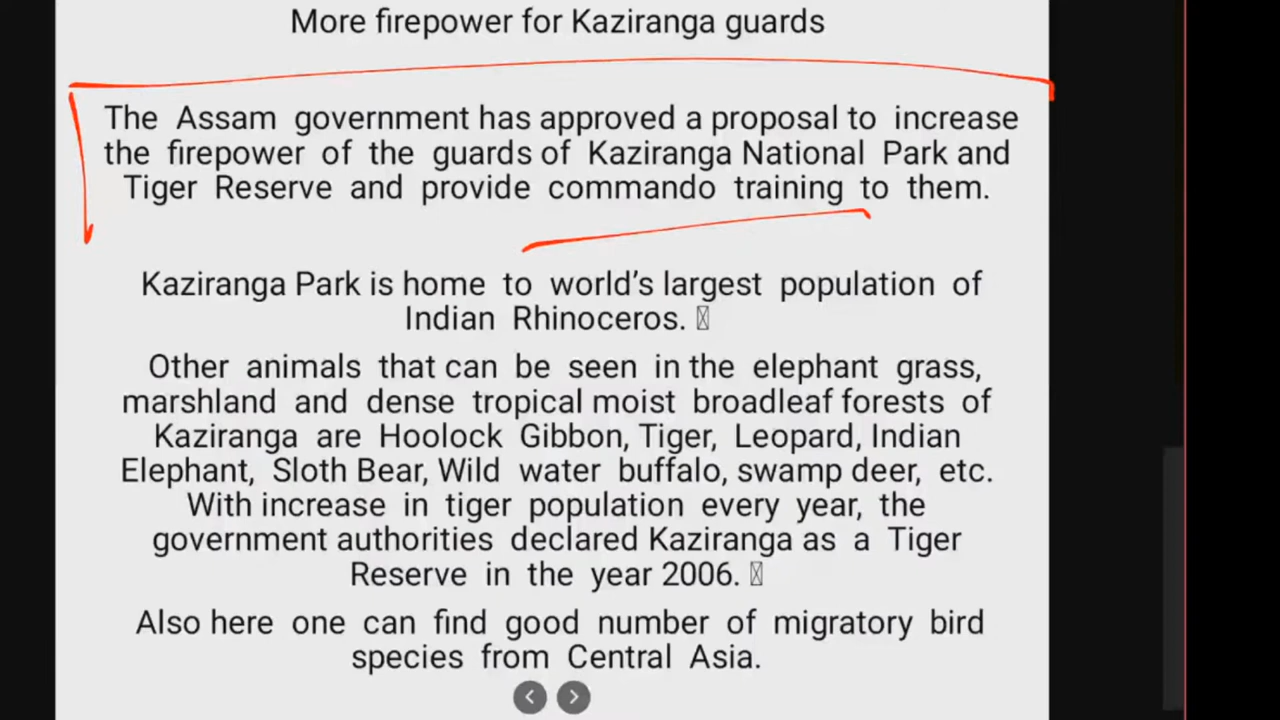 More firepower for Kaziranga guards
The Assam government has approved a proposal to increase
the firepower of the guards of Kaziranga National Park and
Tiger Reserve and provide commando training to them.
Kaziranga Park is home to world's largest population of
Indian Rhinoceros.
Other animals that can be seen in the elephant grass,
marshland and dense tropical moist broadleaf forests of
Kaziranga are Hoolock Gibbon, Tiger, Leopard, Indian
Elephant, Sloth Bear, Wild water buffalo, swamp deer, etc.
With increase in tiger population every year, the
government authorities declared Kaziranga as a Tiger
Reserve in the year 2006.
Also here one can find good number of migratory bird
species from Central Asia.